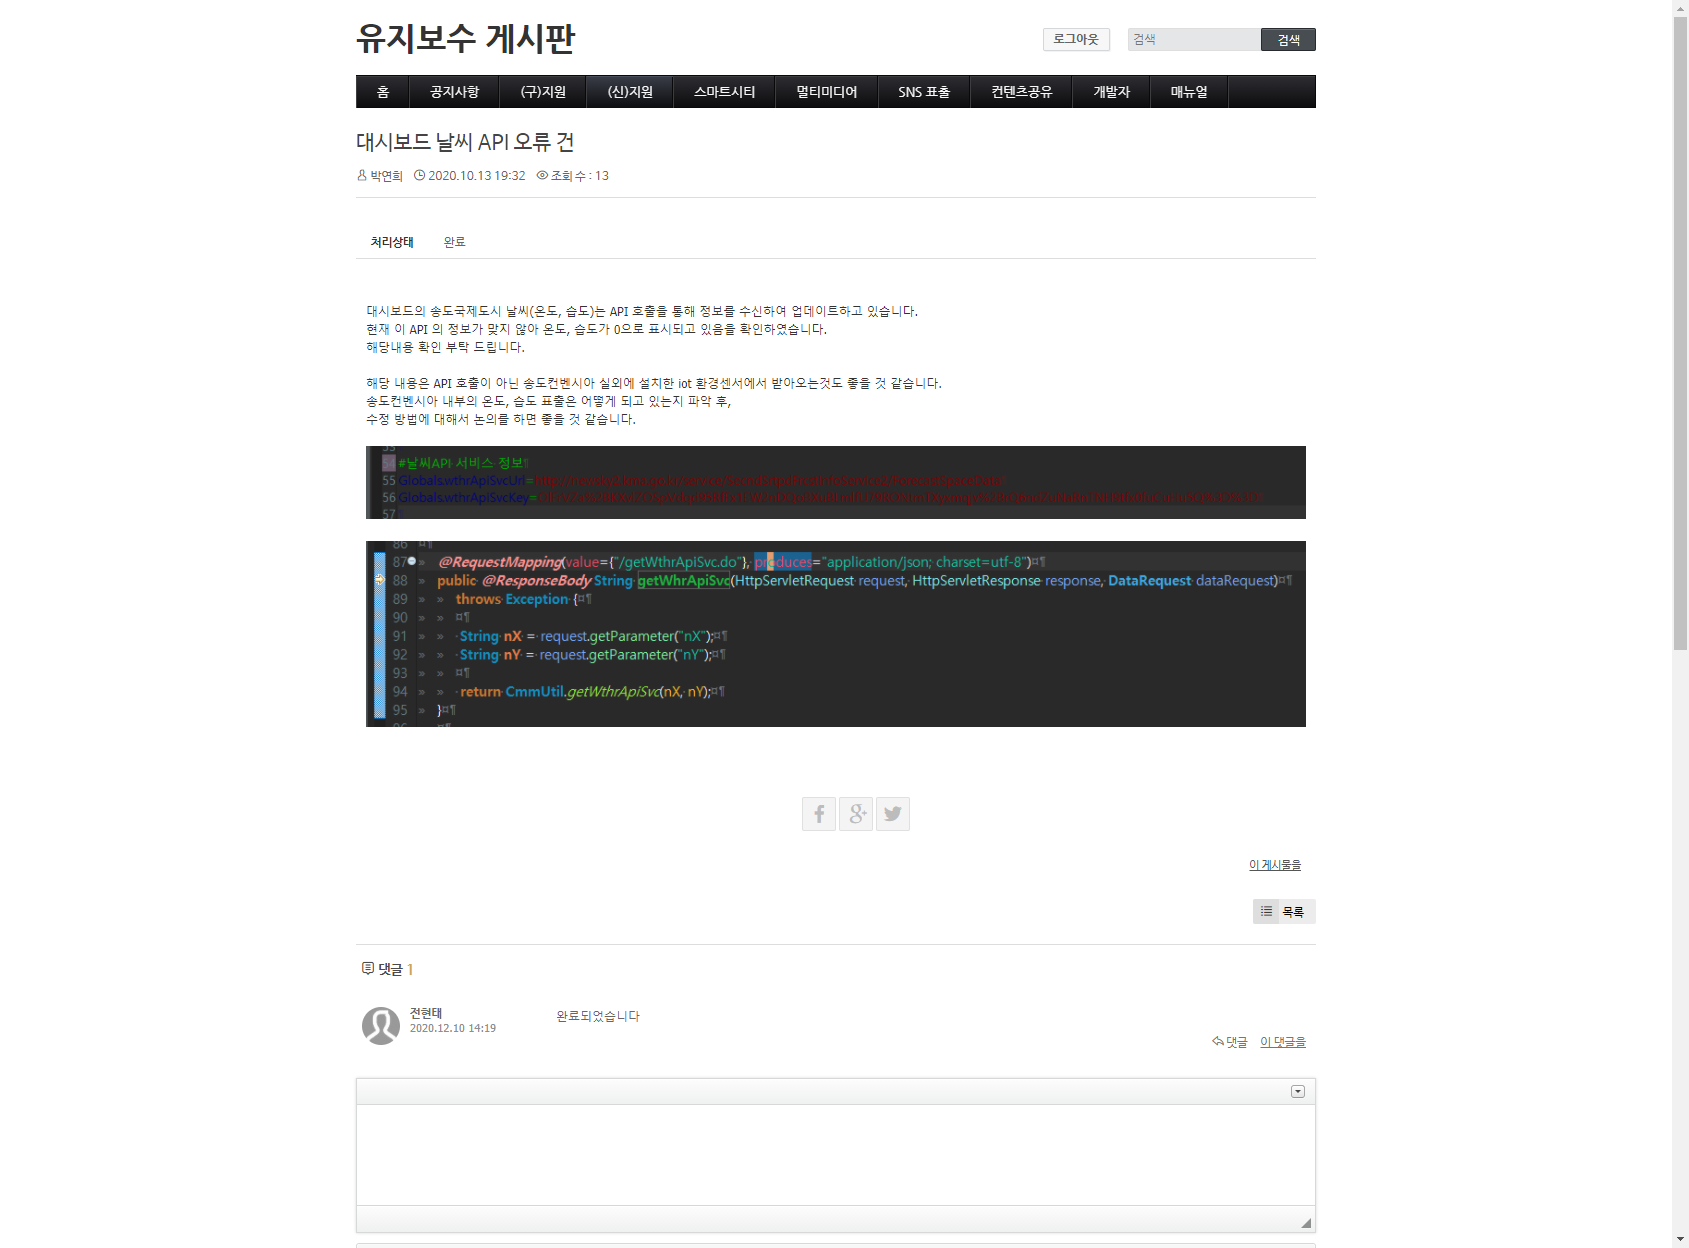 유지보수 게시판
로그아웃
검색
검색
홈 공지사항 (구)지원 (신)지원 스마트시티 멀티미디어 SNS 표출 컨텐츠공유 개발자 매뉴얼
대시보드 날씨 API 오류 건
박연희 2020.10.13 19:32 조회 수 : 13
처리상태 완료
대시보드의 송도국제도시 날씨(온도, 습도)는 API 호출을 통해 정보를 수신하여 업데이트하고 있습니다.
현재 이 API 의 정보가 맞지 않아 온도, 습도가 0으로 표시되고 있음을 확인하였습니다.
해당내용 확인 부탁 드립니다.
해당 내용은 API 호출이 아닌 송도컨벤시아 실외에 설치한 iot 환경센서에서 받아오는것도 좋을 것 같습니다.
송도컨벤시아 내부의 온도, 습도 표출은 어떻게 되고 있는지 파악 후,
수정 방법에 대해서 논의를 하면 좋을 것 같습니다.
54 #날씨API 서비스 정보¶
55 Globals.wthrApiSvcUrl=
56 Globals.wthrApiSvcKey=
57
86 ¤¶
87 » @RequestMapping(value={"/getWthrApiSvc.do"}, produces="application/json; charset=utf-8")¤¶
88 » public @ResponseBody String getWhrApiSvc(HttpServletRequest request, HttpServletResponse response, DataRequest dataRequest)¤¶
89 » » throws Exception {¤¶
90 » » ¤¶
91 » » String nX = request.getParameter("nX");¤¶
92 » » String nY = request.getParameter("nY");¤¶
93 » » ¤¶
94 » » return CmmUtil.getWthrApiSvc(nX, nY);¤¶
95 » }¤¶
이 게시물을
목록
댓글 1
전현태
2020.12.10 14:19
완료되었습니다
댓글 이 댓글을